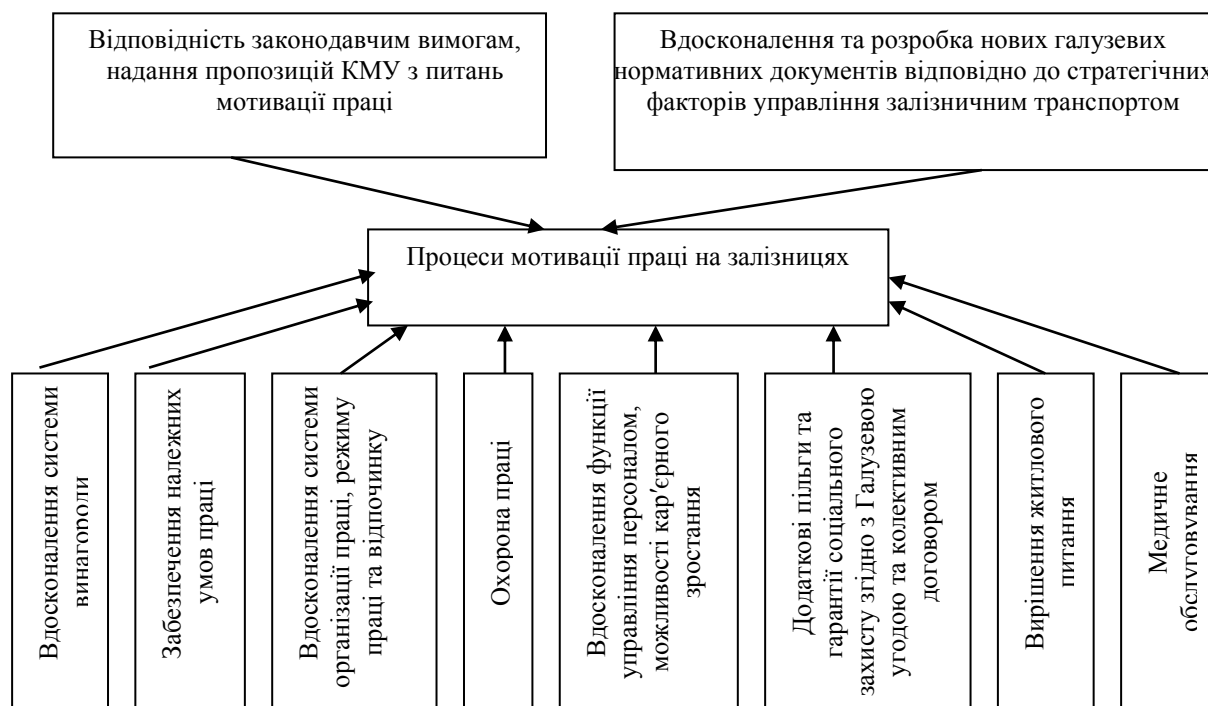 Відповідність законодавчим вимогам,
надання пропозицій КМУ з питань
мотивації праці
Вдосконалення та розробка нових галузевих
нормативних документів відповідно до стратегічних
факторів управління залізничним транспортом
Процеси мотивації праці на залізницях
Вдосконалення системи
винагороди
Забезпечення належних
умов праці
Вдосконалення системи
організації праці, режиму
праці та відпочинку
Охорона праці
Вдосконалення функції
управління персоналом,
можливості кар′єрного
зростання
Додаткові пільги та
гарантії соціального
захисту згідно з Галузевою
угодою та колективним
договором
Вирішення житлового
питання
Медичне
обслуговування